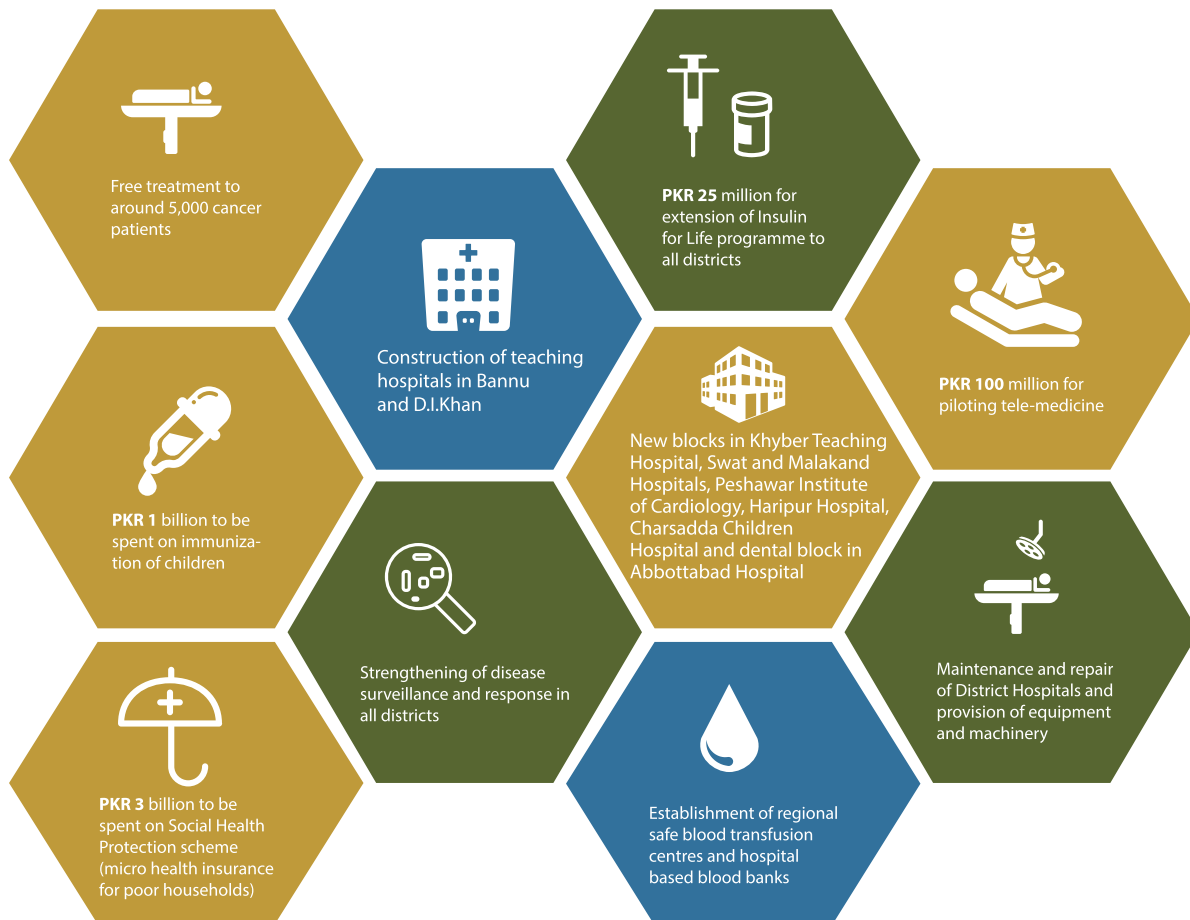 Free treatment to
around 5,000 cancer
patients
PKR 25 million for
extension of Insulin
for Life programme to
all districts
Construction of teaching
hospitals in Bannu
and D.I.Khan
PKR 100 million for
piloting tele-medicine
PKR 1 billion to be
spent on immuniza-
tion of children
New blocks in Khyber Teaching
Hospital, Swat and Malakand
Hospitals, Peshawar Institute
of Cardiology, Haripur Hospital,
Charsadda Children
Hospital and dental block in
Abbottabad Hospital
Strengthening of disease
surveillance and response in
all districts
Maintenance and repair
of District Hospitals and
provision of equipment
and machinery
PKR 3 billion to be
spent on Social Health
Protection scheme
(micro health insurance
for poor households)
Establishment of regional
safe blood transfusion
centres and hospital
based blood banks